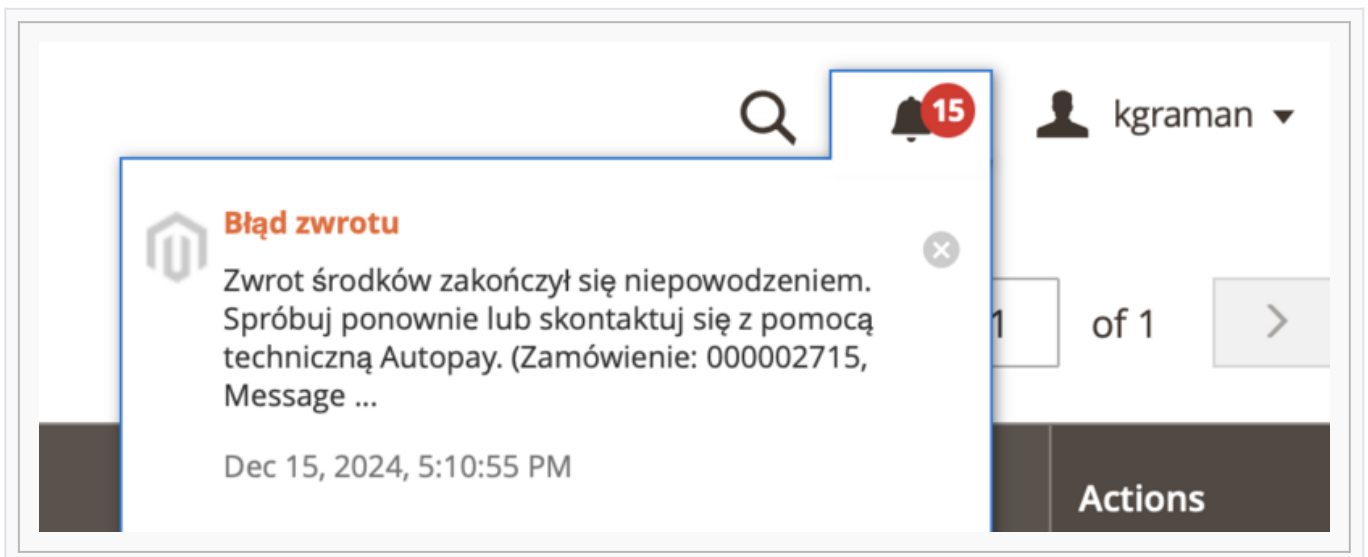 15
kgraman
Błąd zwrotu
Zwrot środków zakończył się niepowodzeniem.
Spróbuj ponownie lub skontaktuj się z pomocą
techniczną Autopay. (Zamówienie: 000002715,
Message ...
Dec 15, 2024, 5:10:55 PM
1
of 1
Actions